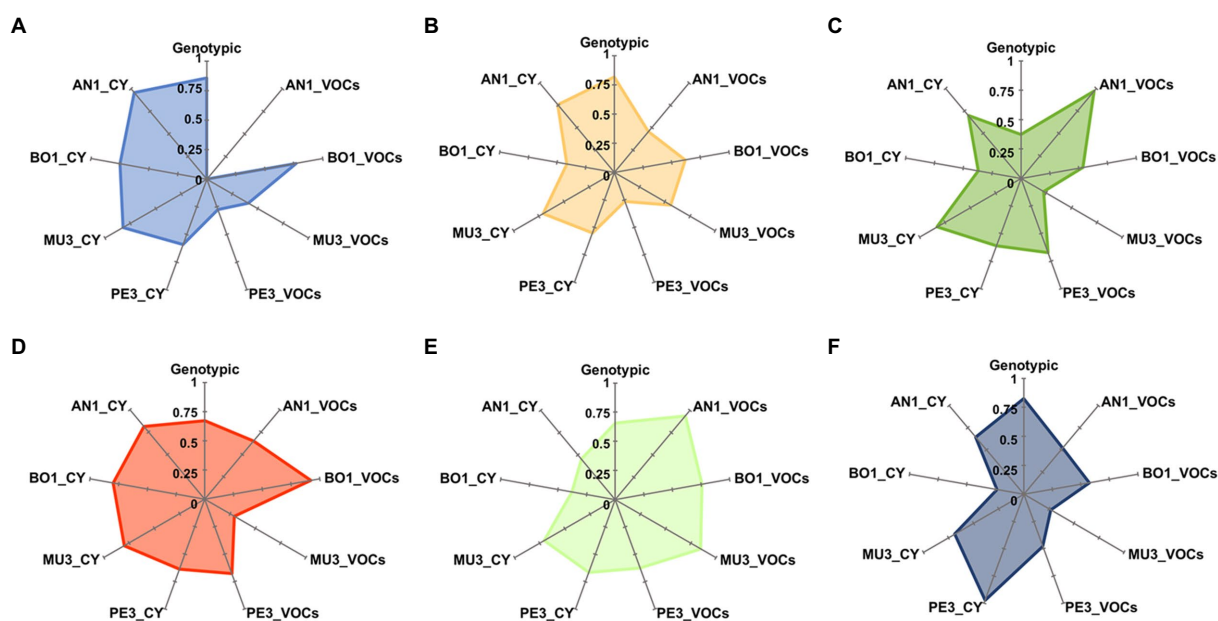 A
Genotypic
1
AN1_CY
AN1_VOCs
0.75
0.5
BO1_CY
BO1_VOCs
0.25
0
MU3_CY
MU3_VOCs
PE3_CY
PE3_VOCs
B
Genotypic
1
AN1_CY
AN1_VOCs
0.75
0.5
BO1_CY
BO1_VOCs
0.25
0
MU3_CY
MU3_VOCs
PE3_CY
PE3_VOCs
C
Genotypic
1
AN1_CY
AN1_VOCs
0.75
0.5
BO1_CY
BO1_VOCs
0.25
0
MU3_CY
MU3_VOCs
PE3_CY
PE3_VOCs
D
Genotypic
1
AN1_CY
AN1_VOCs
0.75
0.5
BO1_CY
BO1_VOCs
0.25
0
MU3_CY
MU3_VOCs
PE3_CY
PE3_VOCs
E
Genotypic
1
AN1_CY
AN1_VOCs
0.75
0.5
BO1_CY
BO1_VOCs
0.25
0
MU3_CY
MU3_VOCs
PE3_CY
PE3_VOCs
F
Genotypic
1
AN1_CY
AN1_VOCs
0.75
0.5
BO1_CY
BO1_VOCs
0.25
0
MU3_CY
MU3_VOCs
PE3_CY
PE3_VOCs